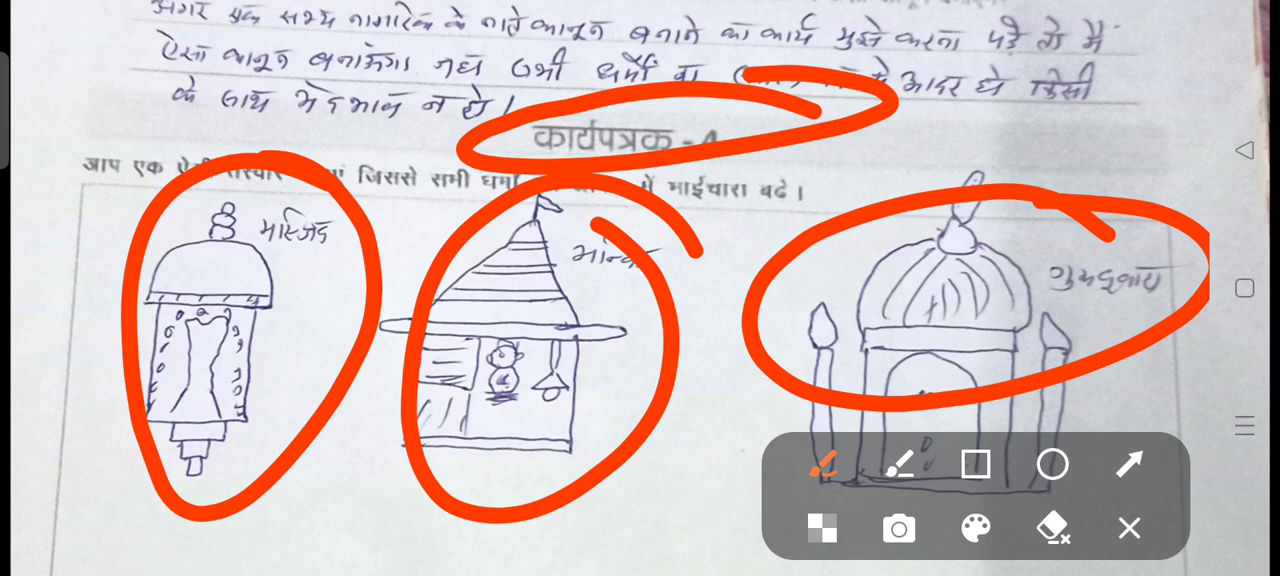 अगर एक सभ्य नागरिक के नाते कानून बनाने का कार्य मुझे करना पड़े तो मैं
ऐसा कानून बनाऊंगा जहाँ सभी धर्मों का आदर हो किसी
के साथ भेदभाव न हो।
कार्यपत्रक -
आप एक जिससे सभी धर्मों में भाईचारा बढे।
मस्जिद
गुरुद्वारा